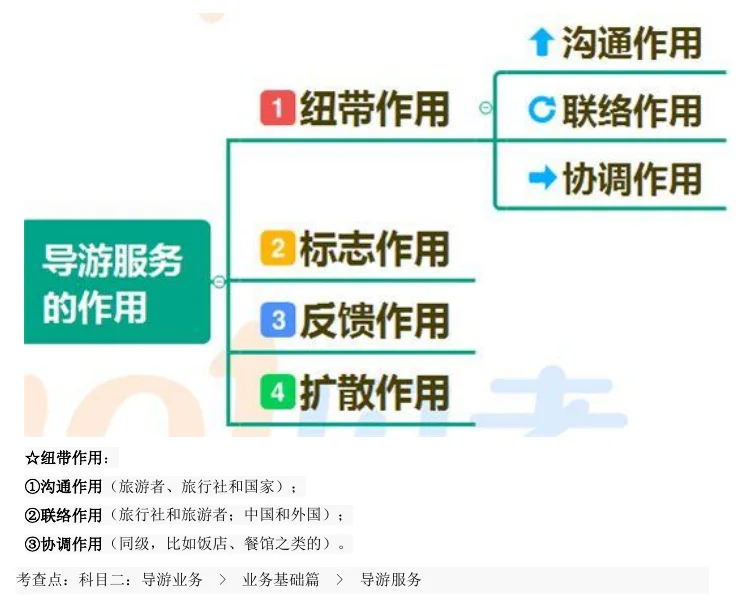 导游服务
的作用
1 纽带作用
沟通作用
联络作用
协调作用
2 标志作用
3 反馈作用
4 扩散作用
☆纽带作用：
①沟通作用（旅游者、旅行社和国家）；
②联络作用（旅行社和旅游者；中国和外国）；
③协调作用（同级，比如饭店、餐馆之类的）。
考查点：科目二：导游业务 > 业务基础篇 > 导游服务